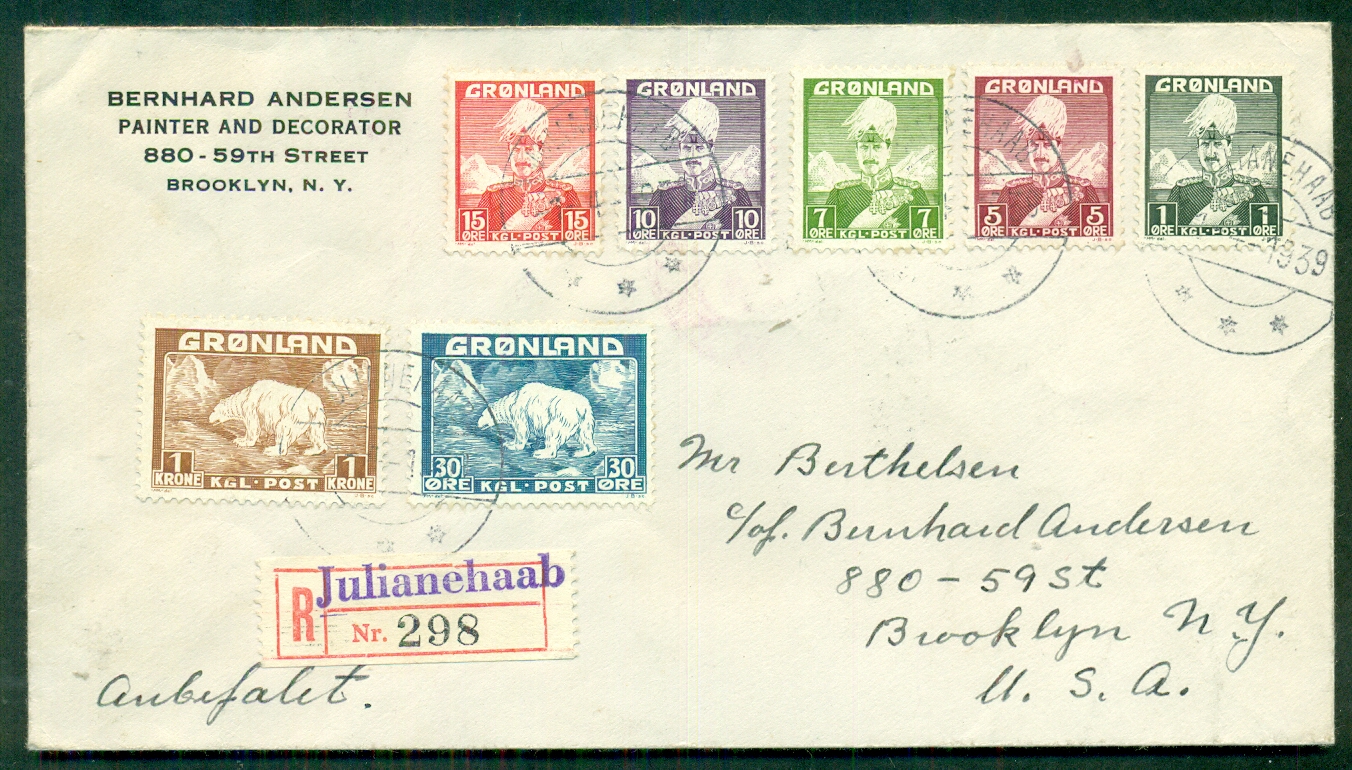 BERNHARD ANDERSEN
PAINTER AND DECORATOR
880-59TH STREET
BROOKLYN, N. Y.
GRØNLAND
15 15
ØRE KGL·POST ØRE
GRØNLAND
10 10
ØRE KGL·POST ØRE
GRØNLAND
7 7
ØRE KGL·POST ØRE
GRØNLAND
5 5
ØRE KGL·POST ØRE
GRØNLAND
1 1
ØRE KGL·POST ØRE
1939
GRØNLAND
1 1
KRONE KGL·POST KRONE
GRØNLAND
30 30
ØRE KGL·POST ØRE
Mr Berthelsen
c/of. Bernhard Andersen
880 - 59 St
Brooklyn N. Y.
U. S. A.
R Julianehaab
Nr. 298
Anbefalet.